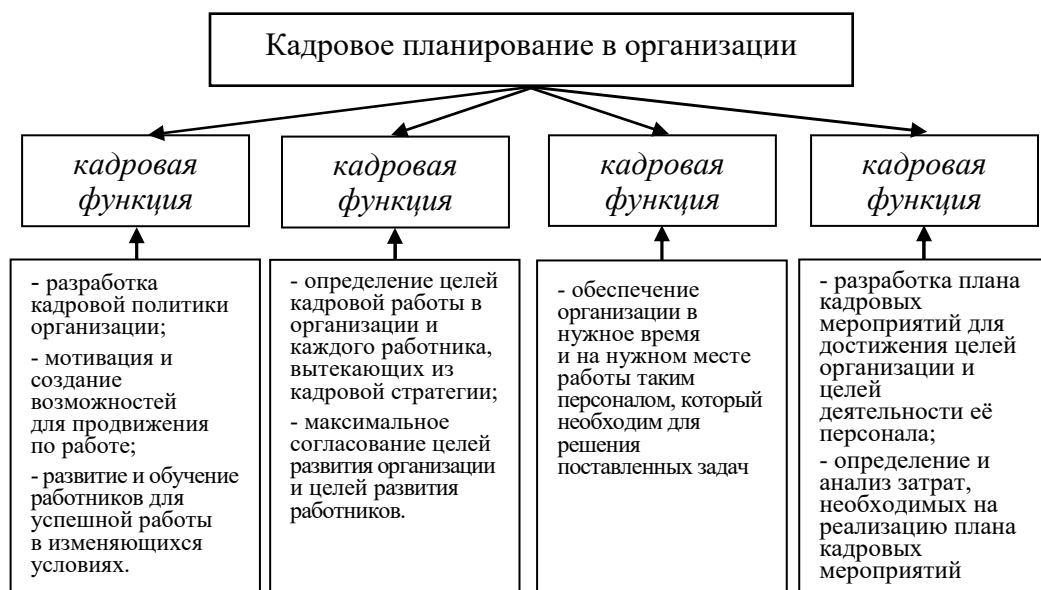 Кадровое планирование в организации
кадровая
функция
кадровая
функция
кадровая
функция
кадровая
функция
- разработка
кадровой политики
организации;
- мотивация и
создание
возможностей
для продвижения
по работе;
- развитие и обучение
работников для
успешной работы
в изменяющихся
условиях.
- определение целей
кадровой работы в
организации и
каждого работника,
вытекающих из
кадровой стратегии;
- максимальное
согласование целей
развития организации
и целей развития
работников.
- обеспечение
организации в
нужное время
и на нужном месте
работы таким
персоналом, который
необходим для
решения
поставленных задач
- разработка плана
кадровых
мероприятий для
достижения целей
организации и
целей
деятельности её
персонала;
- определение и
анализ затрат,
необходимых на
реализацию плана
кадровых
мероприятий